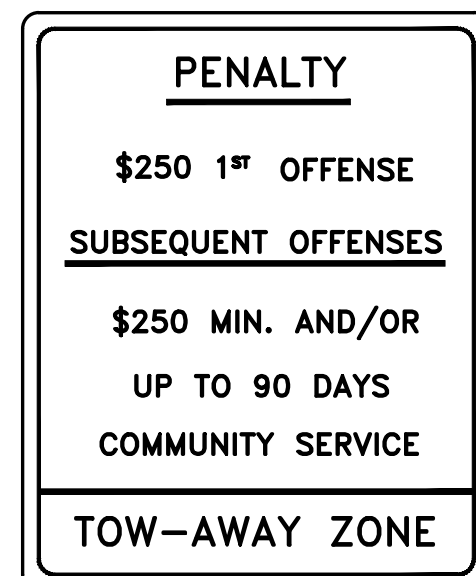 PENALTY
$250 1ST OFFENSE
SUBSEQUENT OFFENSES
$250 MIN. AND/OR
UP TO 90 DAYS
COMMUNITY SERVICE
TOW-AWAY ZONE